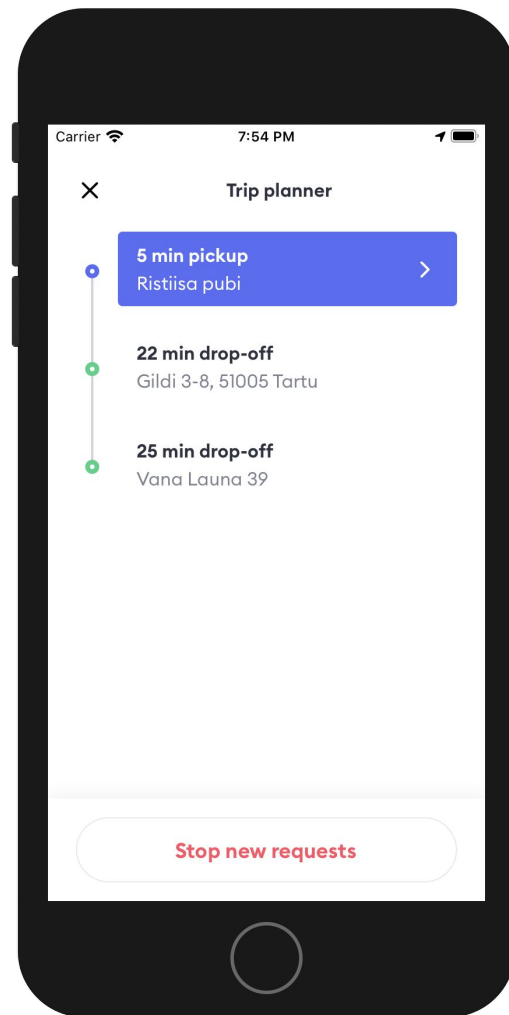 Carrier 7:54 PM
Trip planner
5 min pickup
Ristiisa pubi
22 min drop-off
Gildi 3-8, 51005 Tartu
25 min drop-off
Vana Launa 39
Stop new requests